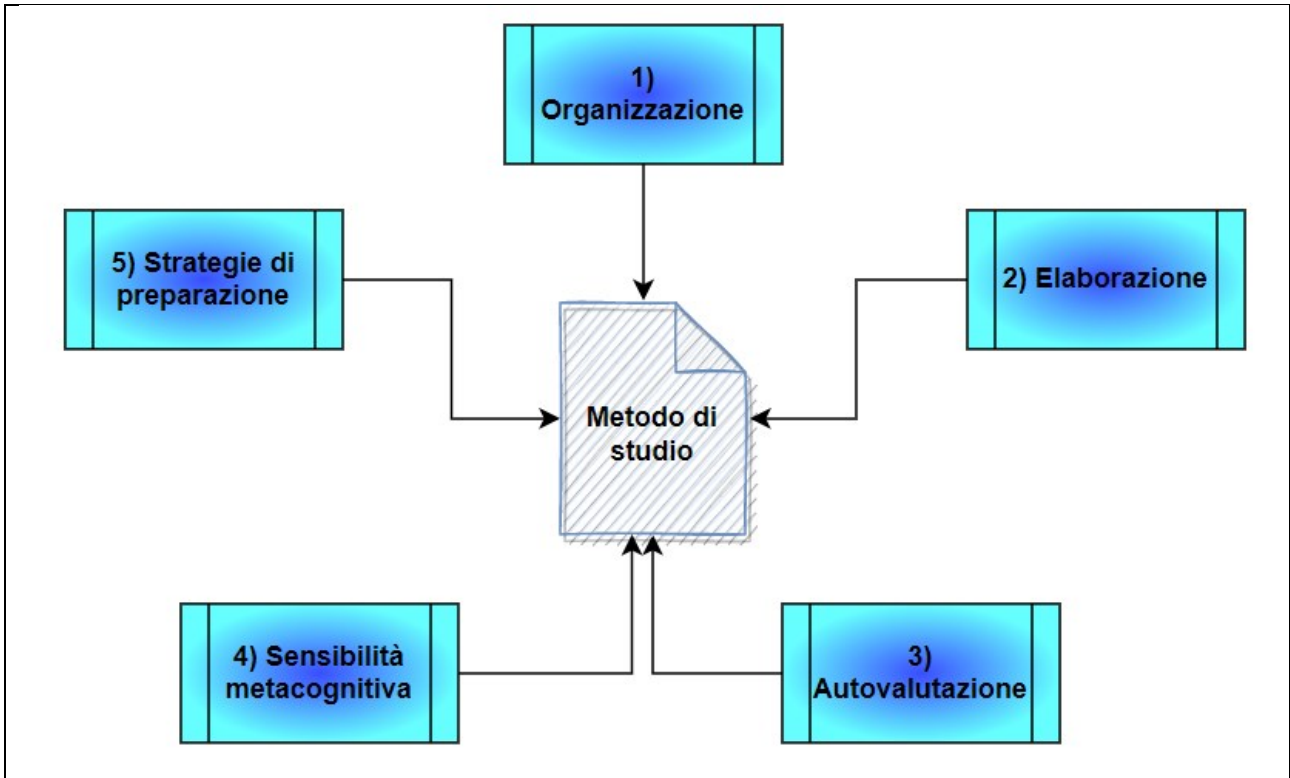 1)
Organizzazione
5) Strategie di
preparazione
2) Elaborazione
Metodo di
studio
4) Sensibilità
metacognitiva
3)
Autovalutazione